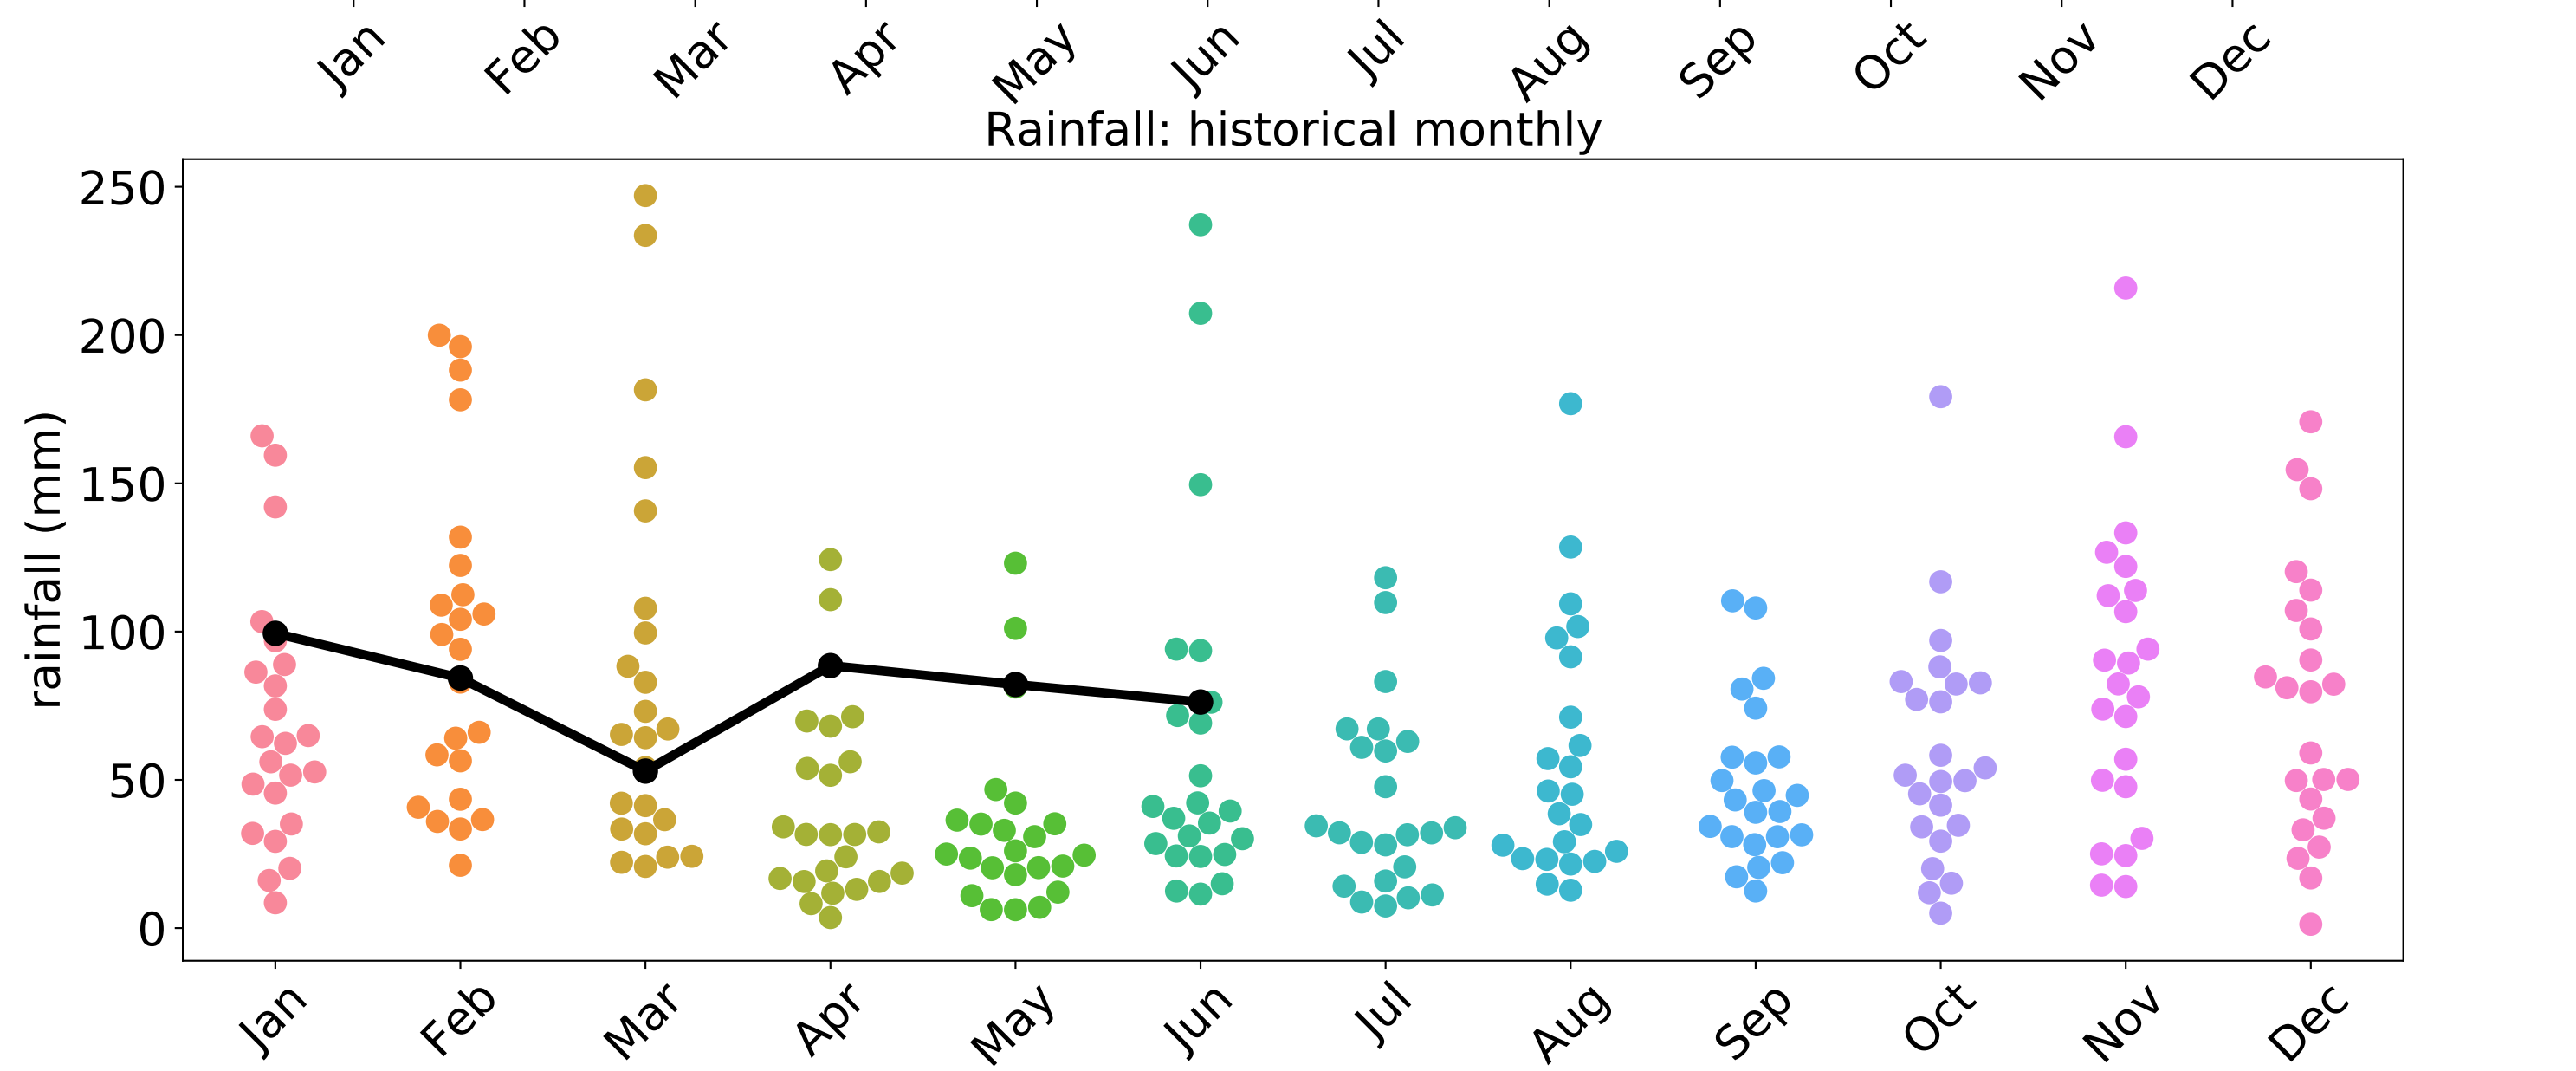 Jan Feb Mar Apr May Jun Jul Aug Sep Oct Nov Dec
Rainfall: historical monthly
250
200
150
100
50
0
rainfall (mm)
Jan Feb Mar Apr May Jun Jul Aug Sep Oct Nov Dec